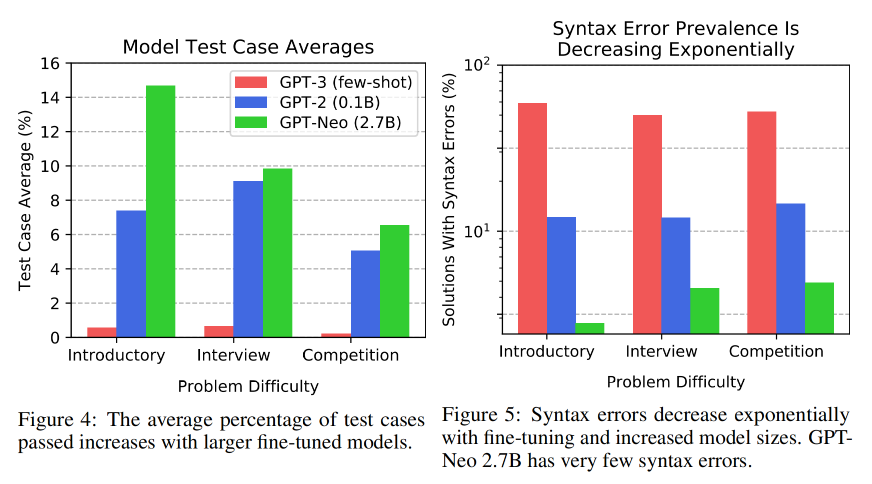 Model Test Case Averages
16
14
12
10
8
6
4
2
0
Test Case Average (%)
GPT-3 (few-shot)
GPT-2 (0.1B)
GPT-Neo (2.7B)
Introductory
Interview
Competition
Problem Difficulty
Figure 4: The average percentage of test cases
passed increases with larger fine-tuned models.
Syntax Error Prevalence Is
Decreasing Exponentially
10²
10¹
Solutions With Syntax Errors (%)
Introductory
Interview
Competition
Problem Difficulty
Figure 5: Syntax errors decrease exponentially
with fine-tuning and increased model sizes. GPT-
Neo 2.7B has very few syntax errors.